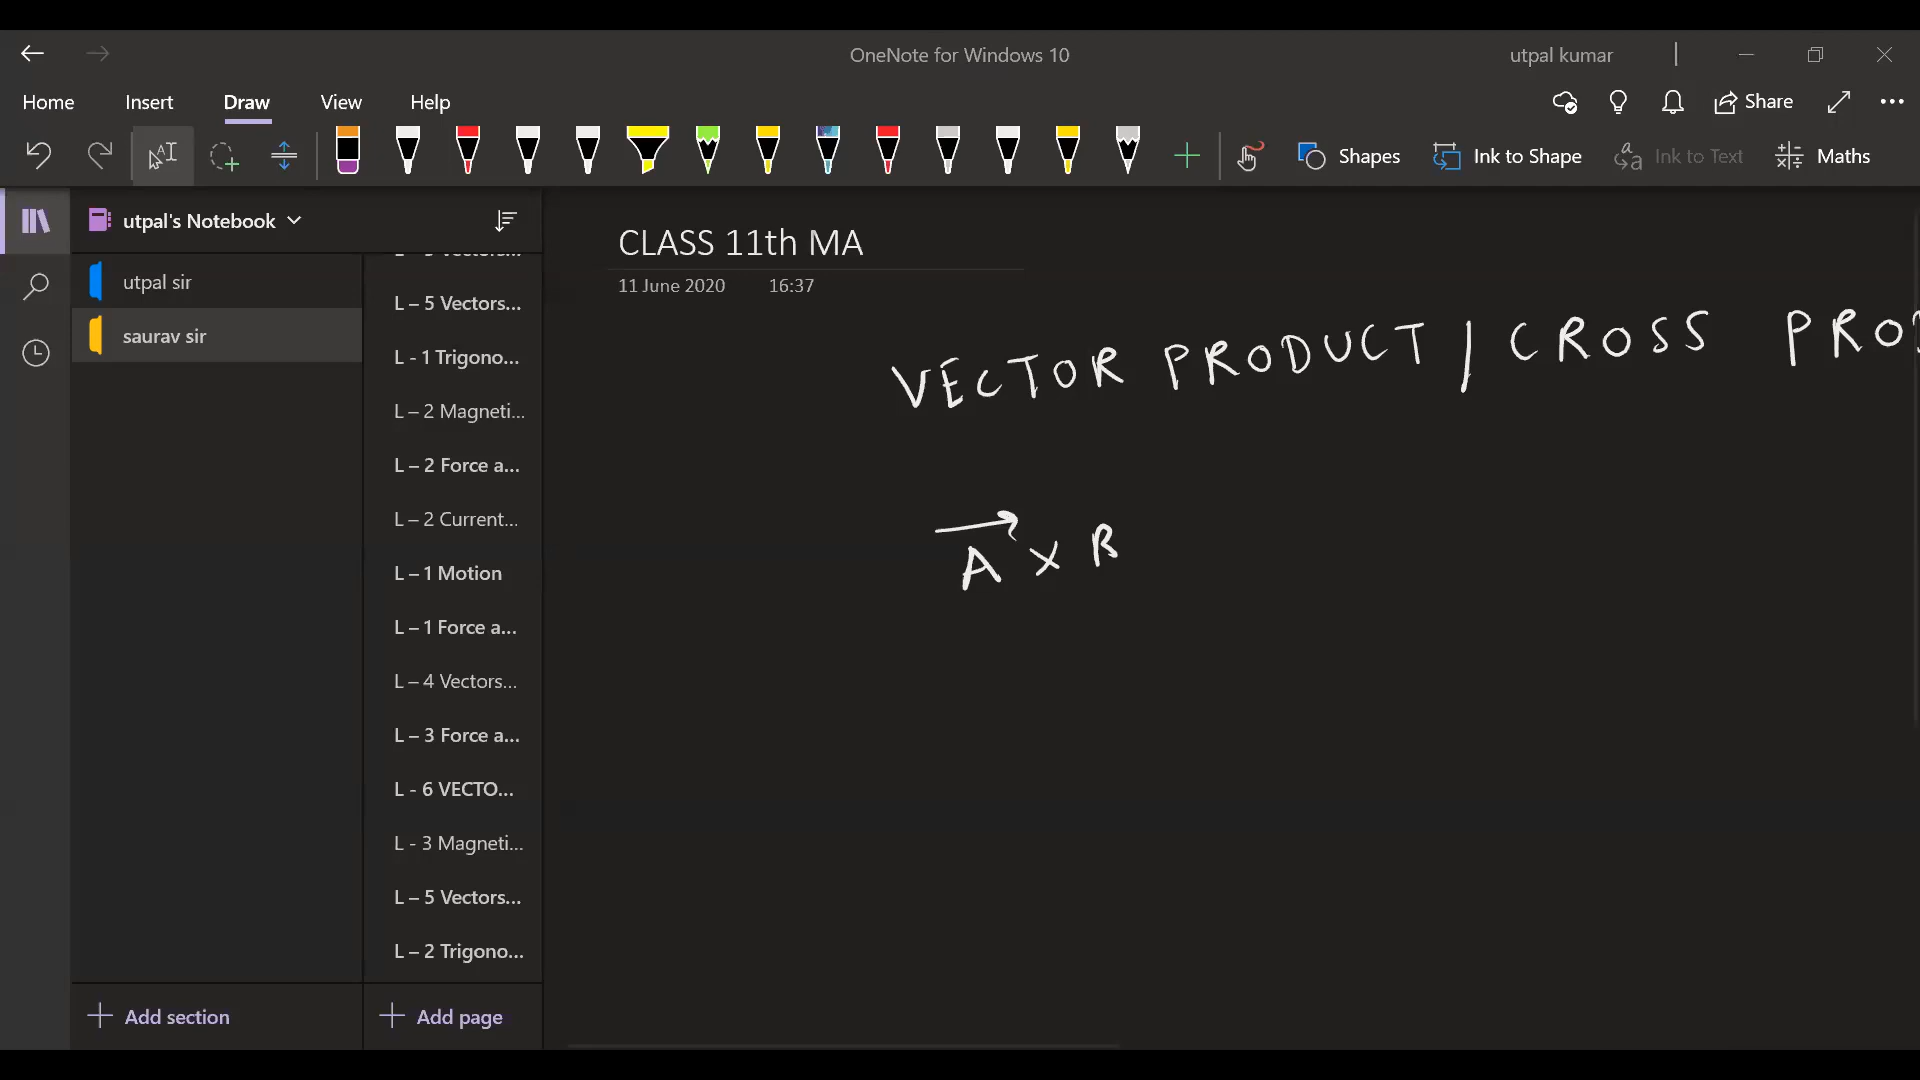 OneNote for Windows 10
utpal kumar
Home Insert Draw View Help
Share
Shapes Ink to Shape Ink to Text Maths
utpal's Notebook
utpal sir
saurav sir
L – 5 Vectors...
L - 1 Trigono...
L – 2 Magneti...
L – 2 Force a...
L – 2 Current...
L – 1 Motion
L – 1 Force a...
L – 4 Vectors...
L – 3 Force a...
L - 6 VECTO...
L - 3 Magneti...
L – 5 Vectors...
L – 2 Trigono...
Add section
Add page
CLASS 11th MA
11 June 2020 16:37
VECTOR PRODUCT / CROSS PRO
A × B